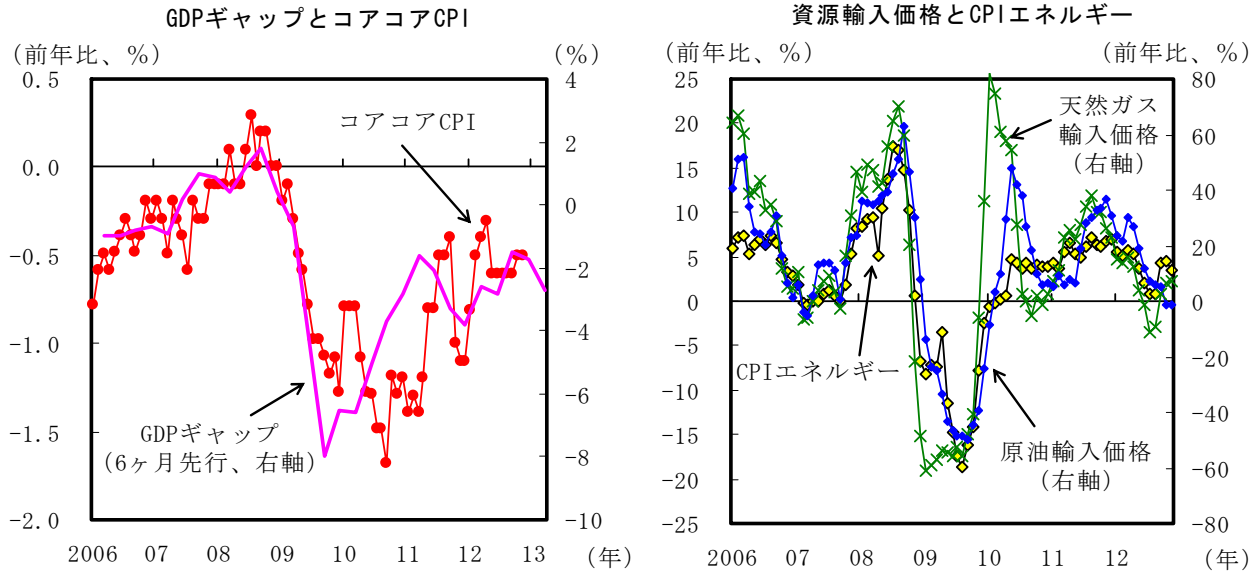 GDPギャップとコアコアCPI
(前年比、%)
(%)
0.5
0.0
-0.5
-1.0
-1.5
-2.0
4
2
0
-2
-4
-6
-8
-10
コアコアCPI
GDPギャップ
(6ヶ月先行、右軸)
2006 07 08 09 10 11 12 13 (年)
資源輸入価格とCPIエネルギー
(前年比、%)
(前年比、%)
25
20
15
10
5
0
-5
-10
-15
-20
-25
80
60
40
20
0
-20
-40
-60
-80
天然ガス
輸入価格
(右軸)
CPIエネルギー
原油輸入価格
(右軸)
2006 07 08 09 10 11 12 (年)